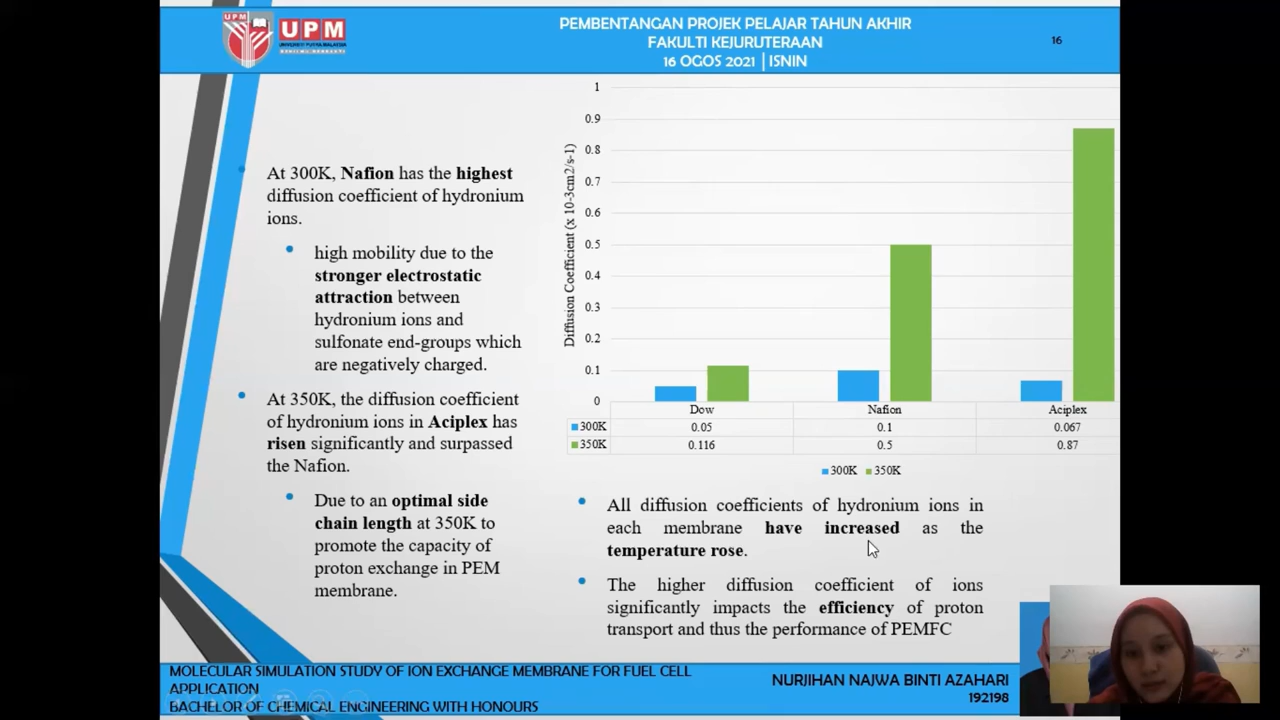 PEMBENTANGAN PROJEK PELAJAR TAHUN AKHIR
FAKULTI KEJURUTERAAN
16 OGOS 2021 | ISNIN
16
UPM
UPM
UNIVERSITI PUTRA MALAYSIA
At 300K, Nafion has the highest
diffusion coefficient of hydronium
ions.
high mobility due to the
stronger electrostatic
attraction between
hydronium ions and
sulfonate end-groups which
are negatively charged.
At 350K, the diffusion coefficient
of hydronium ions in Aciplex has
risen significantly and surpassed
the Nafion.
Due to an optimal side
chain length at 350K to
promote the capacity of
proton exchange in PEM
membrane.
Diffusion Coefficient (x 10-3cm2/s-1)
1
0.9
0.8
0.7
0.6
0.5
0.4
0.3
0.2
0.1
0
Dow Nafion Aciplex
300K 0.05 0.1 0.067
350K 0.116 0.5 0.87
300K 350K
All diffusion coefficients of hydronium ions in
each membrane have increased as the
temperature rose.
The higher diffusion coefficient of ions
significantly impacts the efficiency of proton
transport and thus the performance of PEMFC
MOLECULAR SIMULATION STUDY OF ION EXCHANGE MEMBRANE FOR FUEL CELL
APPLICATION
BACHELOR OF CHEMICAL ENGINEERING WITH HONOURS
NURJIHAN NAJWA BINTI AZAHARI
192198